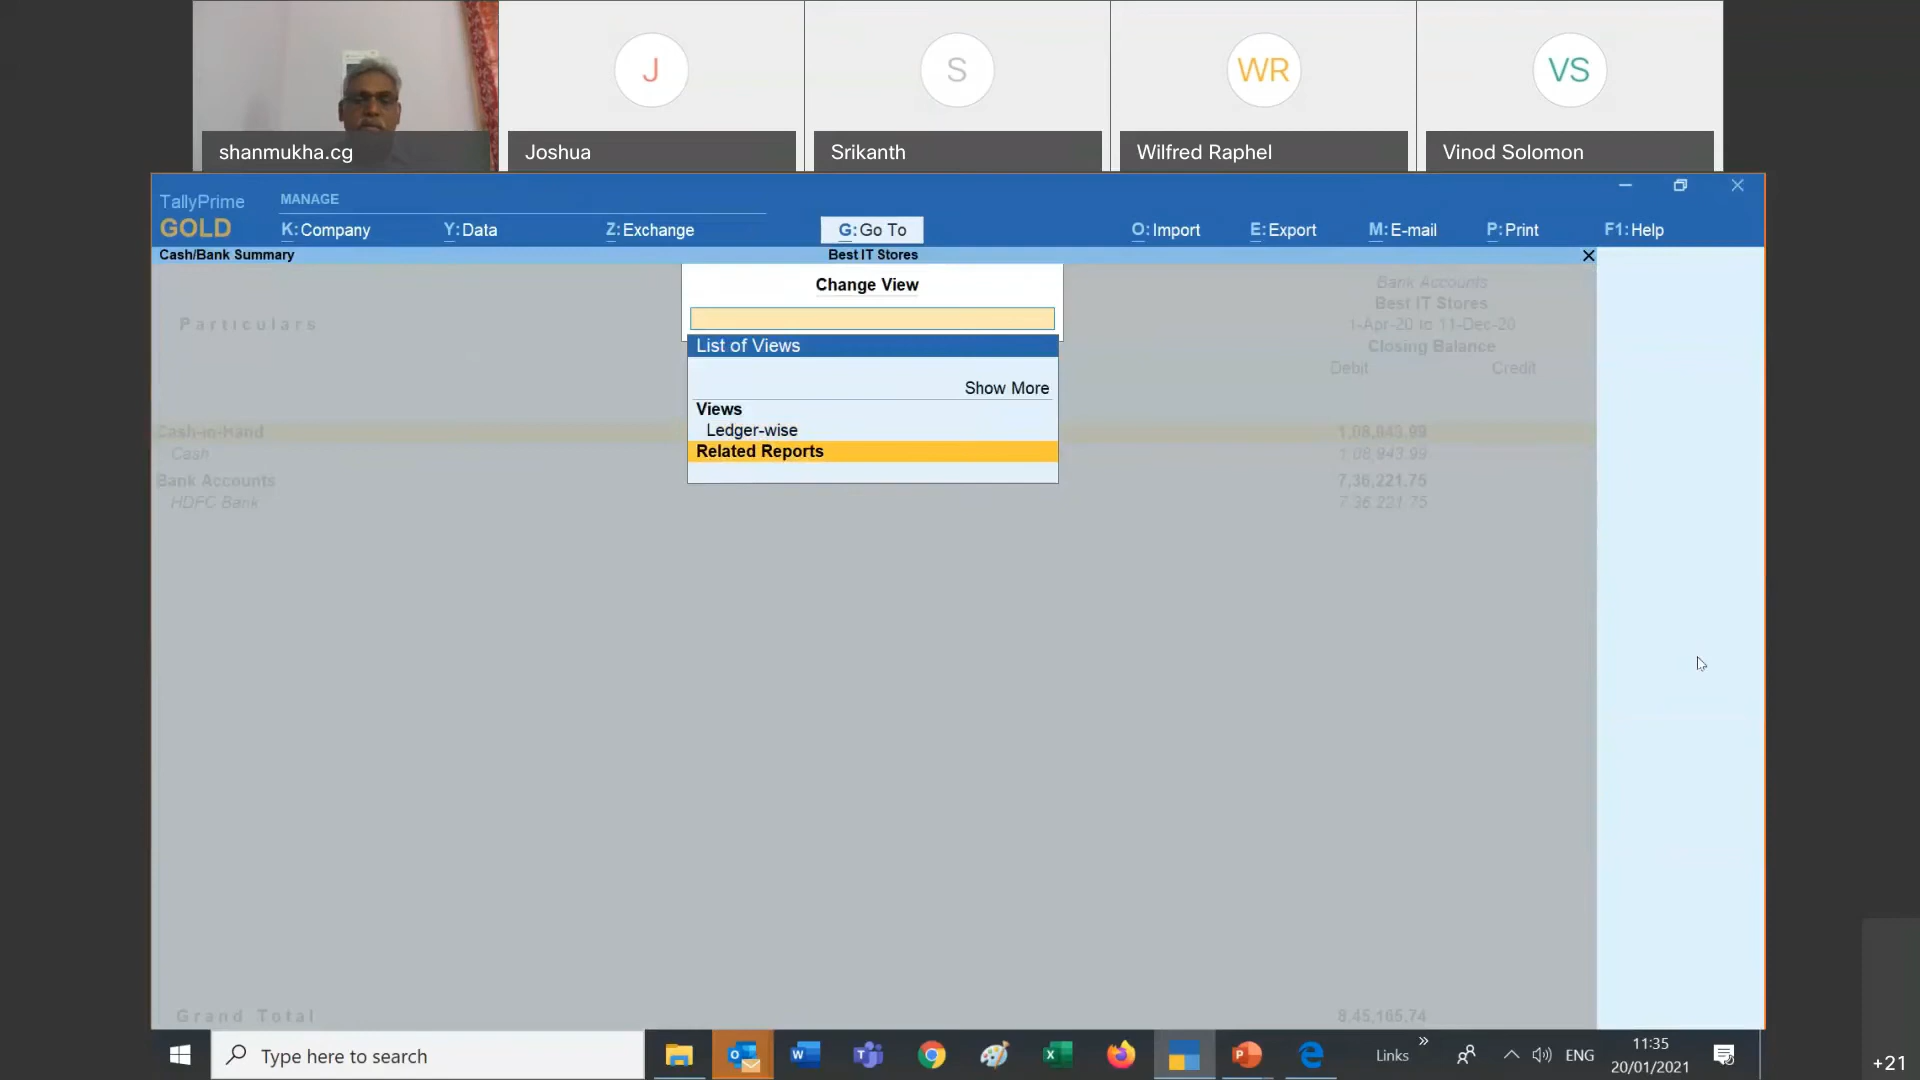 J
S
WR
VS
shanmukha.cg
Joshua
Srikanth
Wilfred Raphel
Vinod Solomon
TallyPrime
MANAGE
GOLD
K:Company
Y:Data
Z:Exchange
G:Go To
O:Import
E:Export
M:E-mail
P:Print
F1:Help
Cash/Bank Summary
Best IT Stores
Change View
Bank Accounts
Best IT Stores
1-Apr-20 to 11-Dec-20
Closing Balance
Debit Credit
Particulars
List of Views
Show More
Views
Ledger-wise
Related Reports
Cash-in-Hand 1,08,943.99
Cash 1,08,943.99
Bank Accounts 7,36,221.75
HDFC Bank 7,36,221.75
Grand Total 8,45,165.74
Type here to search
Links
ENG
11:35
20/01/2021
+21